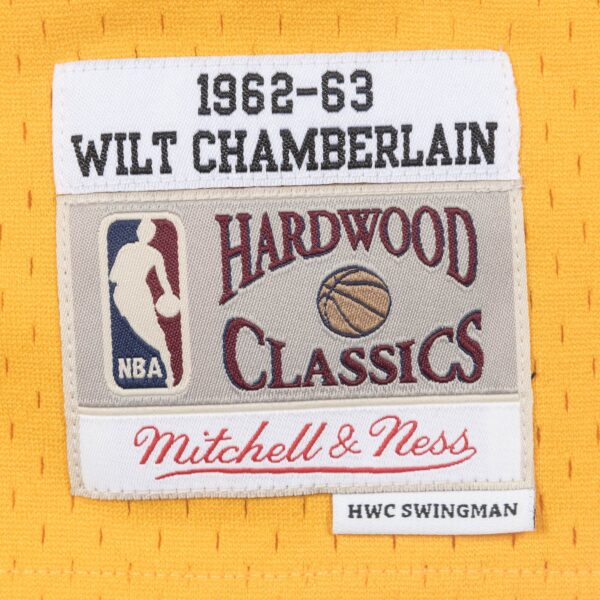 1962-63
WILT CHAMBERLAIN
NBA
HARDWOOD
CLASSICS
Mitchell & Ness
HWC SWINGMAN